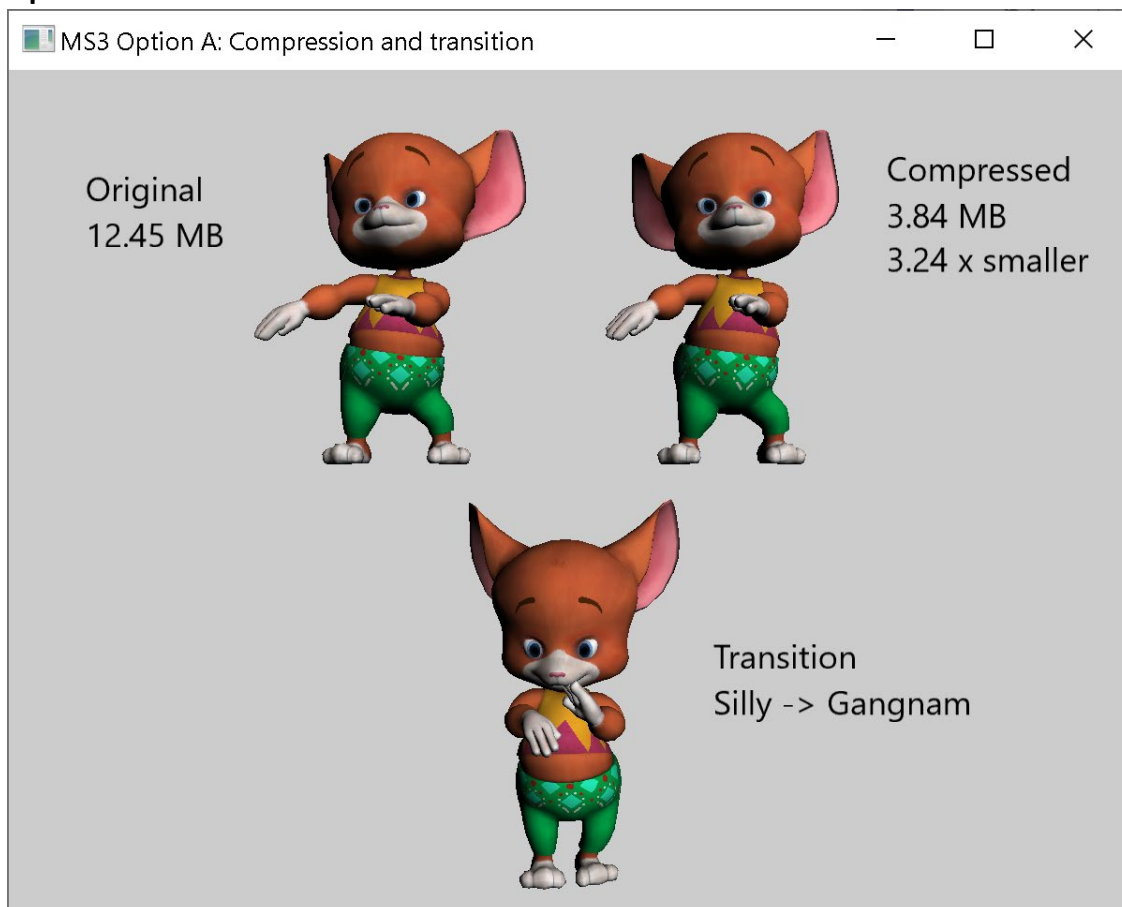 MS3 Option A: Compression and transition
Original
12.45 MB
Compressed
3.84 MB
3.24 x smaller
Transition
Silly -> Gangnam